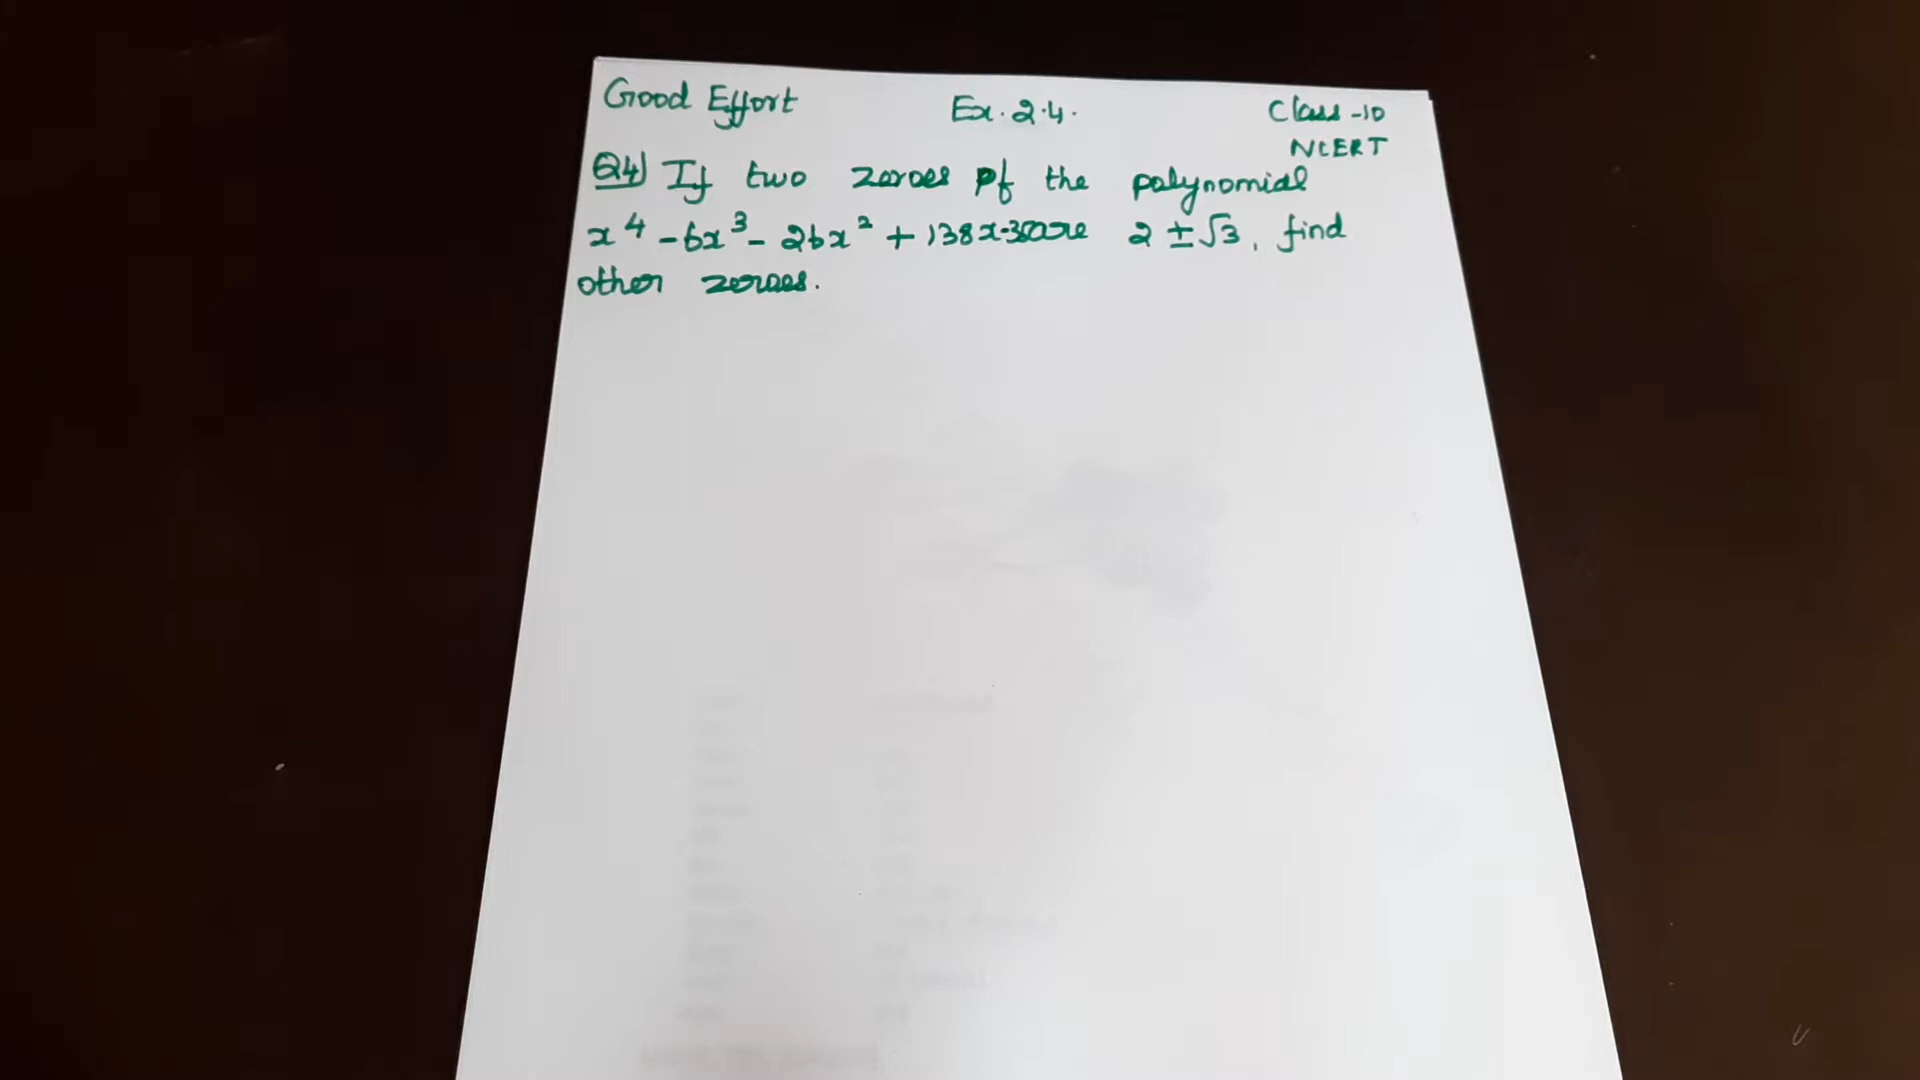 Good Effort Ex. 2.4. Class -10
NCERT
Q4) If two zeroes of the polynomial
x⁴ - 6x³ - 26x² + 138x - 35 are 2 ± √3, find
other zeroes.